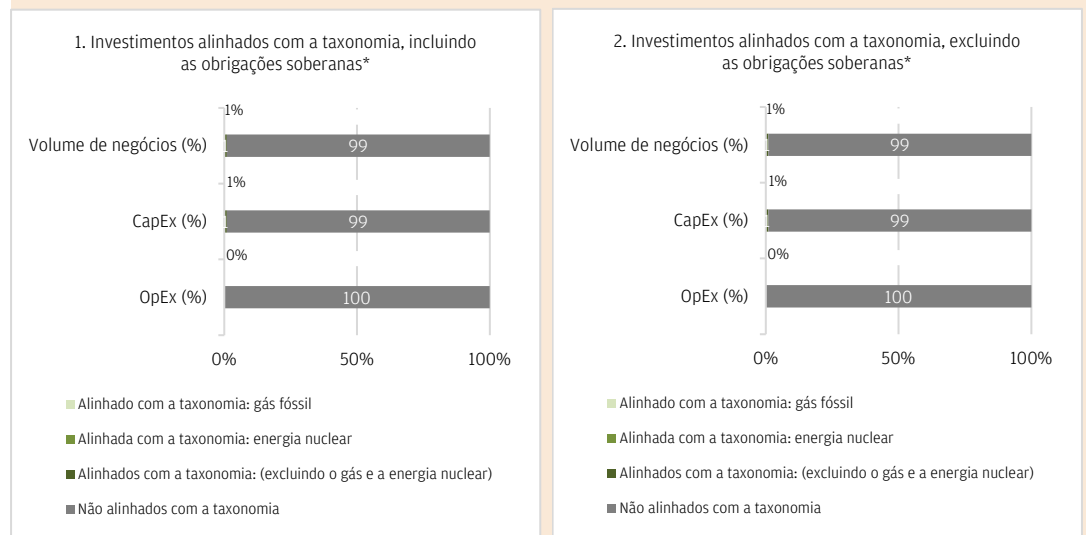 1. Investimentos alinhados com a taxonomia, incluindo
as obrigações soberanas*
1%
Volume de negócios (%)
1
99
1%
CapEx (%)
1
99
0%
OpEx (%)
100
0%
50%
100%
Alinhado com a taxonomia: gás fóssil
Alinhada com a taxonomia: energia nuclear
Alinhados com a taxonomia: (excluindo o gás e a energia nuclear)
Não alinhados com a taxonomia
2. Investimentos alinhados com a taxonomia, excluindo
as obrigações soberanas*
1%
Volume de negócios (%)
1
99
1%
CapEx (%)
1
99
0%
OpEx (%)
100
0%
50%
100%
Alinhado com a taxonomia: gás fóssil
Alinhada com a taxonomia: energia nuclear
Alinhados com a taxonomia: (excluindo o gás e a energia nuclear)
Não alinhados com a taxonomia